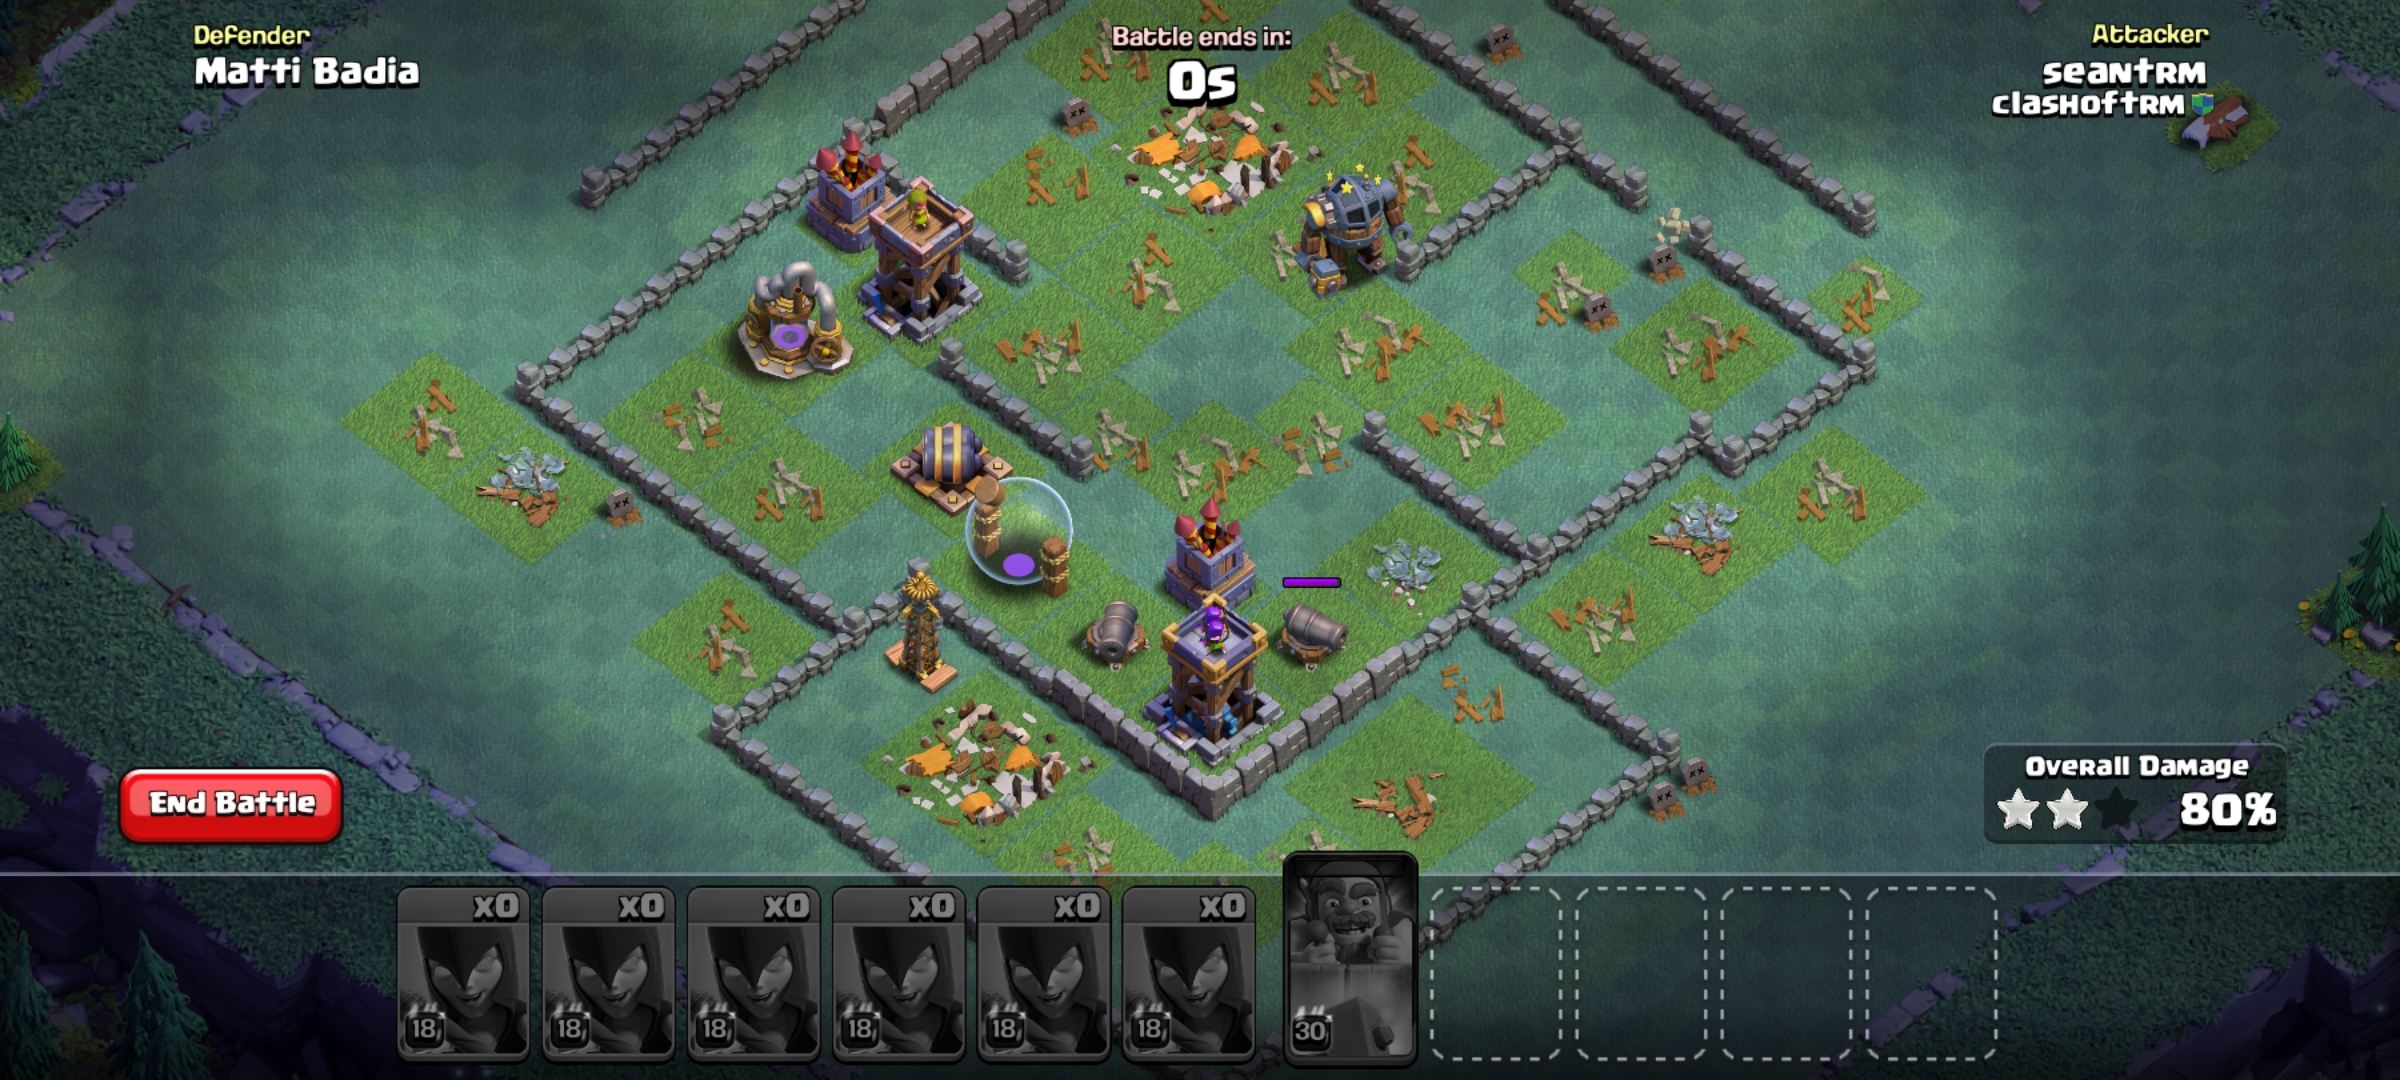 Defender
Matti Badia
Battle ends in:
0s
Attacker
seantRM
clashoftRM
End Battle
Overall Damage
80%
x0
x0
x0
x0
x0
x0
18
18
18
18
18
18
30